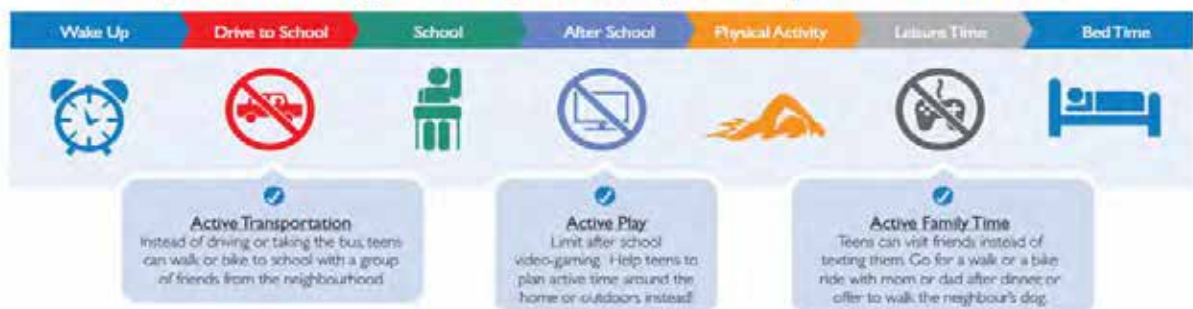 Wake Up
Drive to School
School
After School
Physical Activity
Leisure Time
Bed Time
Active Transportation
Instead of driving or taking the bus, teens
can walk or bike to school with a group
of friends from the neighbourhood.
Active Play
Limit after school
video-gaming. Help teens to
plan active time around the
home or outdoors instead!
Active Family Time
Teens can visit friends instead of
texting them. Go for a walk or a bike
ride with mom or dad after dinner, or
offer to walk the neighbour's dog.